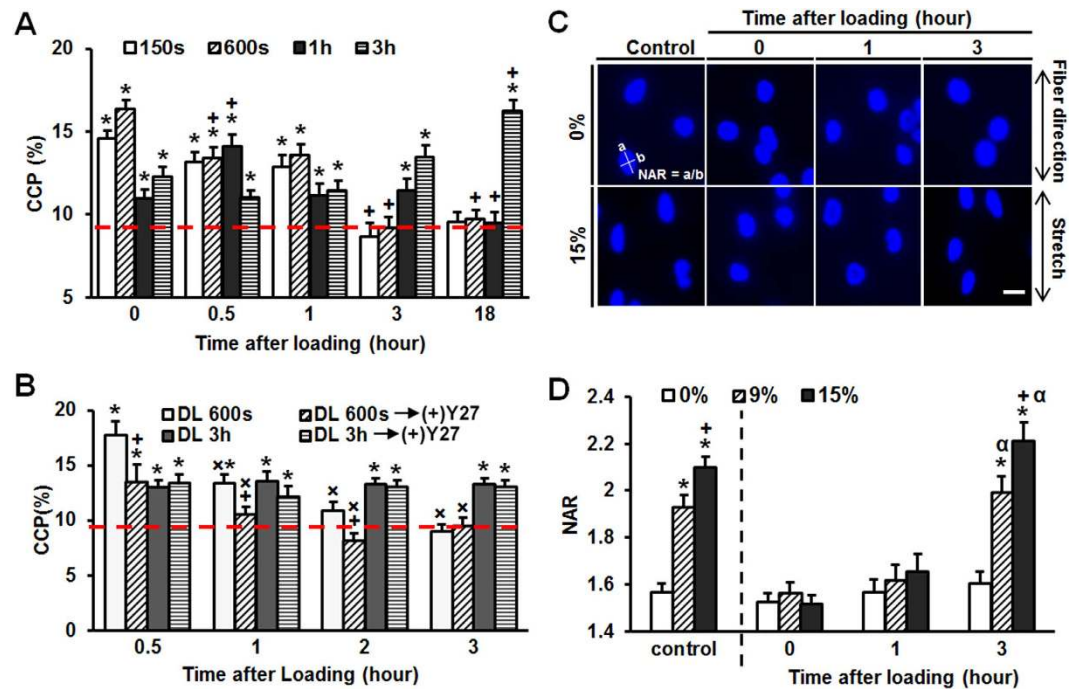 A
20
15
10
5
CCP (%)
150s 600s 1h 3h
* * * *
* + * + * *
* * * *
+ + * *
+ + + *
0 0.5 1 3 18
Time after loading (hour)
B
20
15
10
5
0
CCP(%)
DL 600s DL 600s → (+)Y27
DL 3h DL 3h → (+)Y27
* + * * *
×* × + * *
× × + * *
× × * *
0.5 1 2 3
Time after Loading (hour)
C
Time after loading (hour)
Control 0 1 3
0%
15%
a
b
NAR = a/b
Fiber direction
Stretch
D
2.4
2.2
2
1.8
1.6
1.4
NAR
0% 9% 15%
* + *
α * + α *
control 0 1 3
Time after loading (hour)